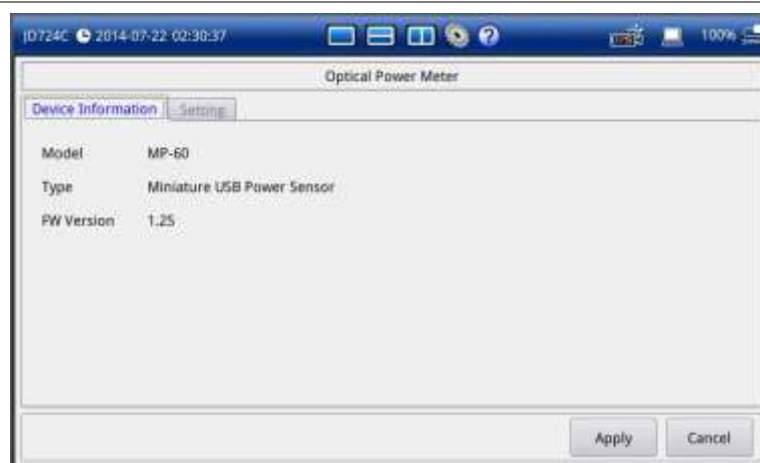 JD724C 2014-07-22 02:30:37 ? 100%
Optical Power Meter
Device Information Setting
Model MP-60
Type Miniature USB Power Sensor
FW Version 1.25
Apply Cancel